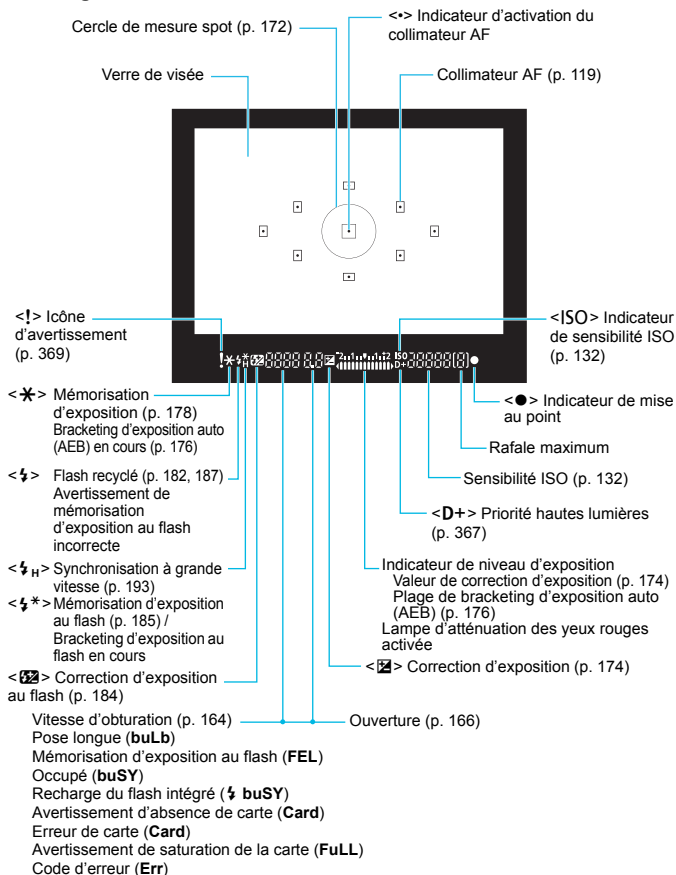 <•> Indicateur d'activation du
collimateur AF
Cercle de mesure spot (p. 172)
Verre de visée
Collimateur AF (p. 119)
<!> Icône
d'avertissement
(p. 369)
<ISO> Indicateur
de sensibilité ISO
(p. 132)
<✱> Mémorisation
d'exposition (p. 178)
Bracketing d'exposition auto
(AEB) en cours (p. 176)
<●> Indicateur de mise
au point
Rafale maximum
<⚡> Flash recyclé (p. 182, 187)
Avertissement de
mémorisation
d'exposition au flash
incorrecte
Sensibilité ISO (p. 132)
<D+> Priorité hautes lumières
(p. 367)
<⚡H> Synchronisation à grande
vitesse (p. 193)
<⚡*> Mémorisation d'exposition
au flash (p. 185) /
Bracketing d'exposition au
flash en cours
Indicateur de niveau d'exposition
Valeur de correction d'exposition (p. 174)
Plage de bracketing d'exposition auto
(AEB) (p. 176)
Lampe d'atténuation des yeux rouges
activée
<⚡±> Correction d'exposition
au flash (p. 184)
<±> Correction d'exposition (p. 174)
Vitesse d'obturation (p. 164)
Ouverture (p. 166)
Pose longue (buLb)
Mémorisation d'exposition au flash (FEL)
Occupé (buSY)
Recharge du flash intégré (⚡ buSY)
Avertissement d'absence de carte (Card)
Erreur de carte (Card)
Avertissement de saturation de la carte (FuLL)
Code d'erreur (Err)